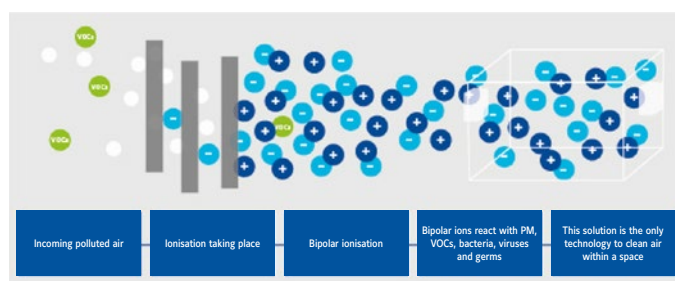 VOCs
VOCs
VOCs
VOCs
Incoming polluted air
Ionisation taking place
Bipolar ionisation
Bipolar ions react with PM,
VOCs, bacteria, viruses
and germs
This solution is the only
technology to clean air
within a space